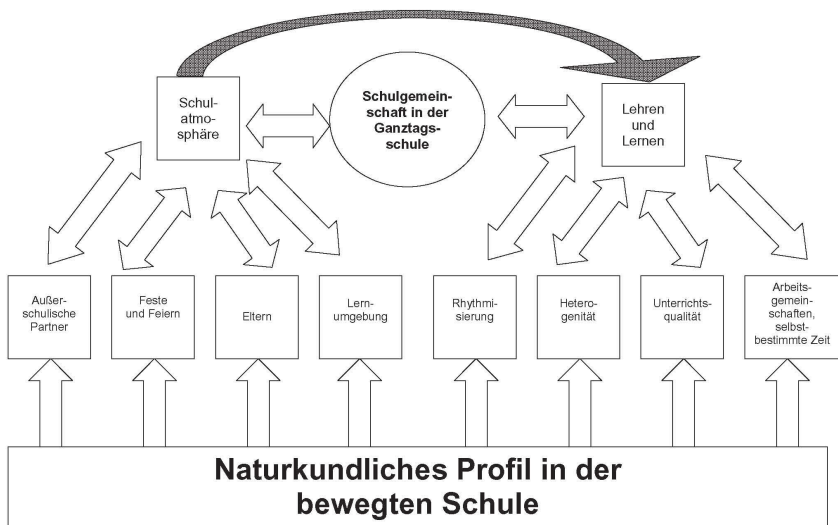 Schul-
atmo-
sphäre
Schulgemein-
schaft in der
Ganztags-
schule
Lehren
und
Lernen
Außer-
schulische
Partner
Feste
und Feiern
Eltern
Lern-
umgebung
Rhythmi-
sierung
Hetero-
genität
Unterrichts-
qualität
Arbeits-
gemein-
schaften,
selbst-
bestimmte Zeit
Naturkundliches Profil in der
bewegten Schule